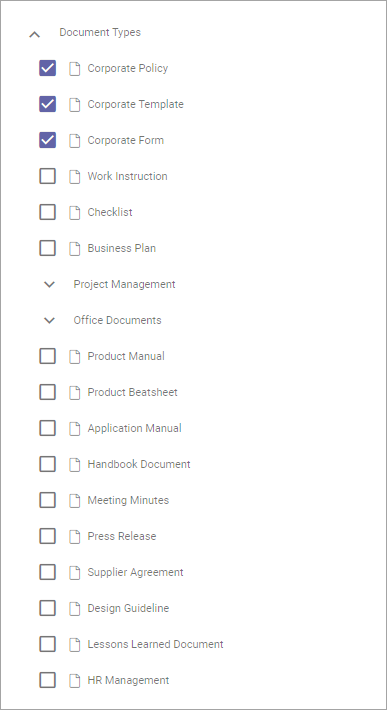 Document Types
Corporate Policy
Corporate Template
Corporate Form
Work Instruction
Checklist
Business Plan
Project Management
Office Documents
Product Manual
Product Beatsheet
Application Manual
Handbook Document
Meeting Minutes
Press Release
Supplier Agreement
Design Guideline
Lessons Learned Document
HR Management